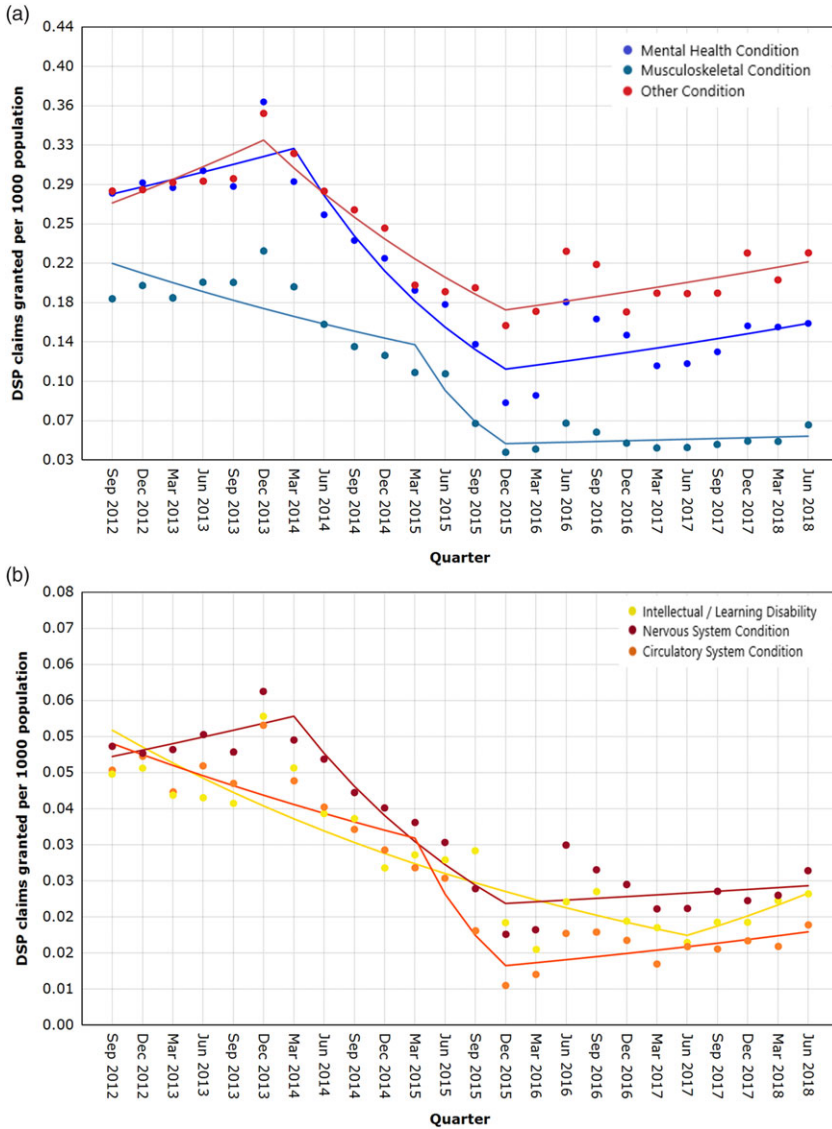 (a)
0.44
0.40
0.36
0.33
0.29
0.25
0.22
0.18
0.14
0.10
0.07
0.03
DSP claims granted per 1000 population
Mental Health Condition
Musculoskeletal Condition
Other Condition
Sep 2012
Dec 2012
Mar 2013
Jun 2013
Sep 2013
Dec 2013
Mar 2014
Jun 2014
Sep 2014
Dec 2014
Mar 2015
Jun 2015
Sep 2015
Dec 2015
Mar 2016
Jun 2016
Sep 2016
Dec 2016
Mar 2017
Jun 2017
Sep 2017
Dec 2017
Mar 2018
Jun 2018
Quarter
(b)
0.08
0.08
0.06
0.06
0.05
0.05
0.04
0.03
0.03
0.02
0.02
0.01
0.00
DSP claims granted per 1000 population
Intellectual / Learning Disability
Nervous System Condition
Circulatory System Condition
Sep 2012
Dec 2012
Mar 2013
Jun 2013
Sep 2013
Dec 2013
Mar 2014
Jun 2014
Sep 2014
Dec 2014
Mar 2015
Jun 2015
Sep 2015
Dec 2015
Mar 2016
Jun 2016
Sep 2016
Dec 2016
Mar 2017
Jun 2017
Sep 2017
Dec 2017
Mar 2018
Jun 2018
Quarter